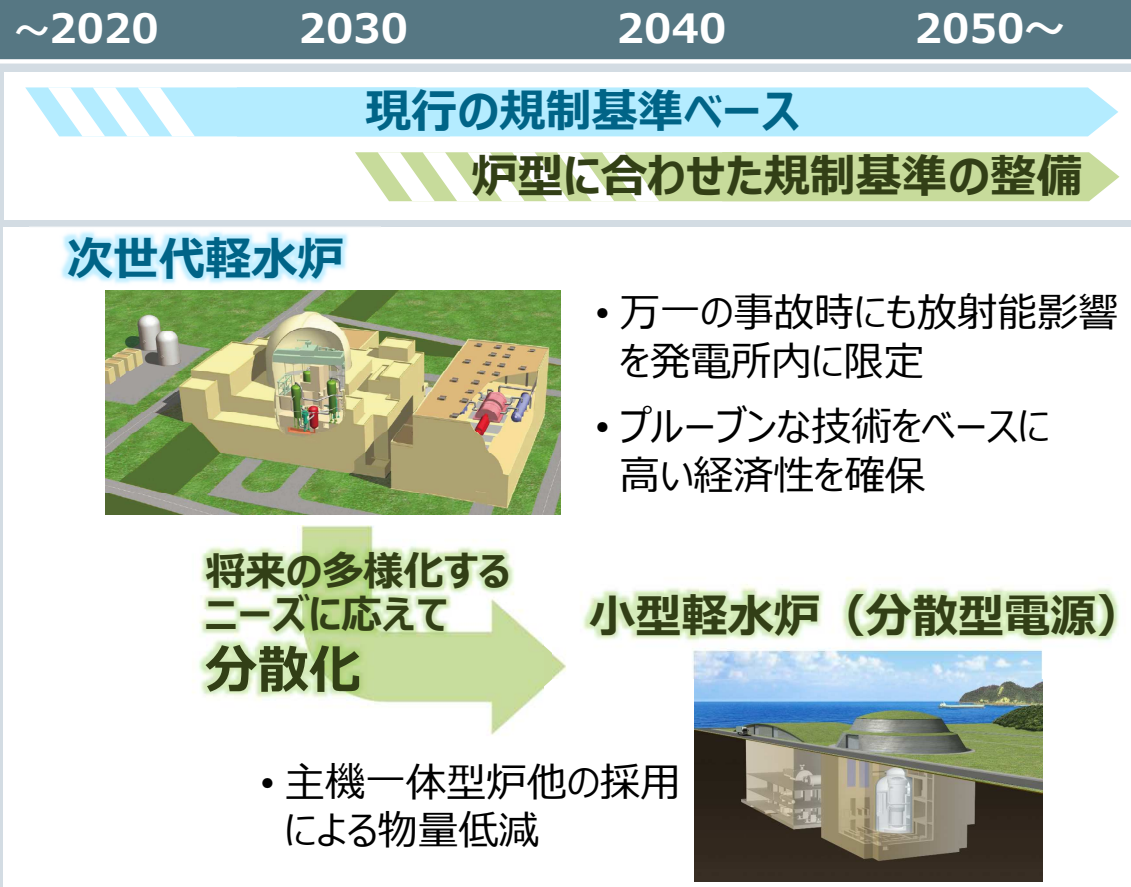 ～2020 2030 2040 2050～
現行の規制基準ベース
炉型に合わせた規制基準の整備
次世代軽水炉
• 万一の事故時にも放射能影響
を発電所内に限定
• プルーブンな技術をベースに
高い経済性を確保
将来の多様化する
ニーズに応えて
分散化
小型軽水炉（分散型電源）
• 主機一体型炉他の採用
による物量低減